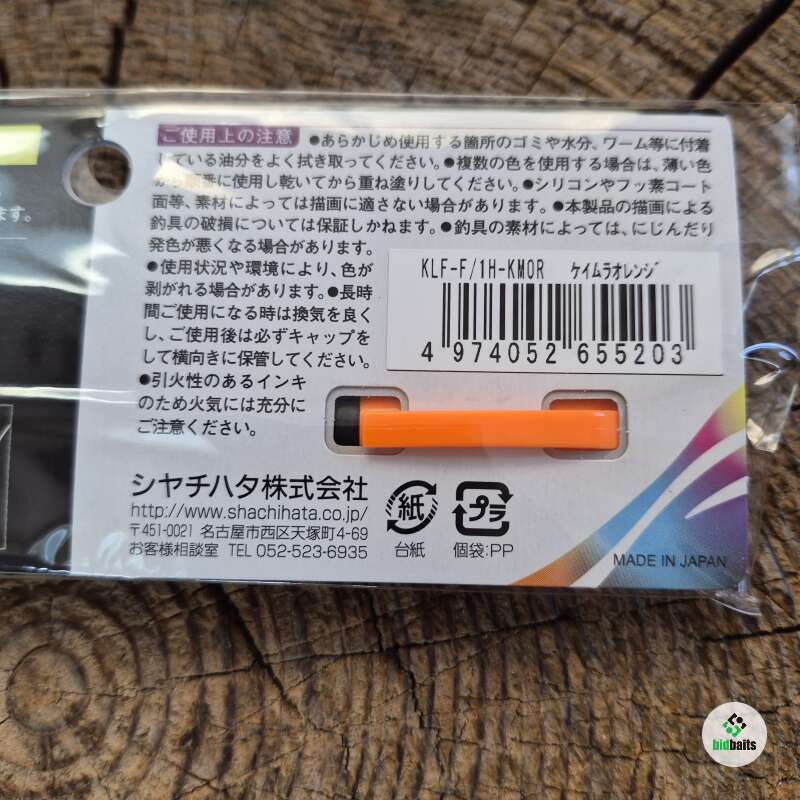 ます。
ご使用上の注意 ●あらかじめ使用する箇所のゴミや水分、ワーム等に付着
している油分をよく拭き取ってください。●複数の色を使用する場合は、薄い色
から順番に使用し乾いてから重ね塗りしてください。●シリコンやフッ素コート
面等、素材によっては描画に適さない場合があります。●本製品の描画による
釣具の破損については保証しかねます。●釣具の素材によっては、にじんだり
発色が悪くなる場合があります。
●使用状況や環境により、色が
剥がれる場合があります。●長時
間ご使用になる時は換気を良く
し、ご使用後は必ずキャップを
して横向きに保管してください。
●引火性のあるインキ
のため火気には充分に
ご注意ください。
KLF-F/1H-KMOR ケイムラオレンジ
4 974052 655203
シヤチハタ株式会社
http://www.shachihata.co.jp/
〒451-0021 名古屋市西区天塚町4-69
お客様相談室 TEL 052-523-6935
紙
台紙
プラ
個袋:PP
MADE IN JAPAN
bidbaits